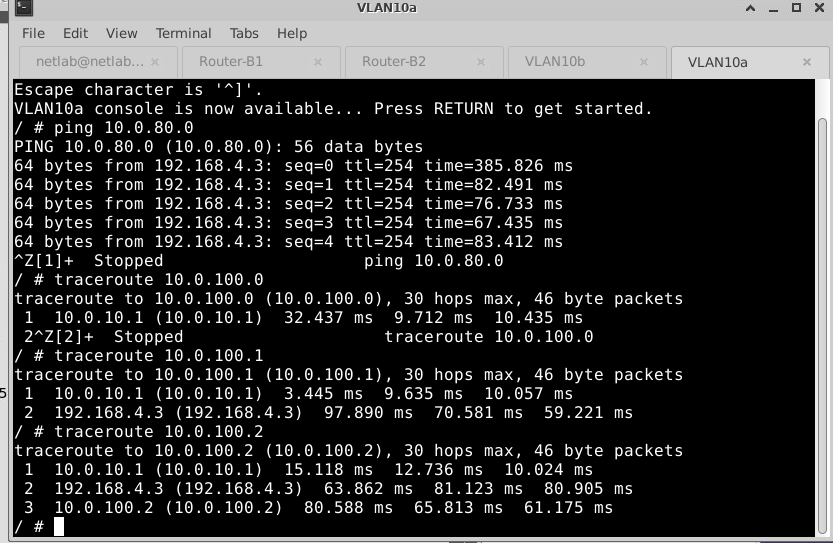 VLAN10a
File Edit View Terminal Tabs Help
netlab@netlab... × Router-B1 × Router-B2 × VLAN10b × VLAN10a ×
Escape character is '^]'.
VLAN10a console is now available... Press RETURN to get started.
/ # ping 10.0.80.0
PING 10.0.80.0 (10.0.80.0): 56 data bytes
64 bytes from 192.168.4.3: seq=0 ttl=254 time=385.826 ms
64 bytes from 192.168.4.3: seq=1 ttl=254 time=82.491 ms
64 bytes from 192.168.4.3: seq=2 ttl=254 time=76.733 ms
64 bytes from 192.168.4.3: seq=3 ttl=254 time=67.435 ms
64 bytes from 192.168.4.3: seq=4 ttl=254 time=83.412 ms
^Z[1]+  Stopped                    ping 10.0.80.0
/ # traceroute 10.0.100.0
traceroute to 10.0.100.0 (10.0.100.0), 30 hops max, 46 byte packets
 1  10.0.10.1 (10.0.10.1)  32.437 ms  9.712 ms  10.435 ms
 2^Z[2]+  Stopped                    traceroute 10.0.100.0
/ # traceroute 10.0.100.1
traceroute to 10.0.100.1 (10.0.100.1), 30 hops max, 46 byte packets
 1  10.0.10.1 (10.0.10.1)  3.445 ms  9.635 ms  10.057 ms
 2  192.168.4.3 (192.168.4.3)  97.890 ms  70.581 ms  59.221 ms
/ # traceroute 10.0.100.2
traceroute to 10.0.100.2 (10.0.100.2), 30 hops max, 46 byte packets
 1  10.0.10.1 (10.0.10.1)  15.118 ms  12.736 ms  10.024 ms
 2  192.168.4.3 (192.168.4.3)  63.862 ms  81.123 ms  80.905 ms
 3  10.0.100.2 (10.0.100.2)  80.588 ms  65.813 ms  61.175 ms
/ #
5